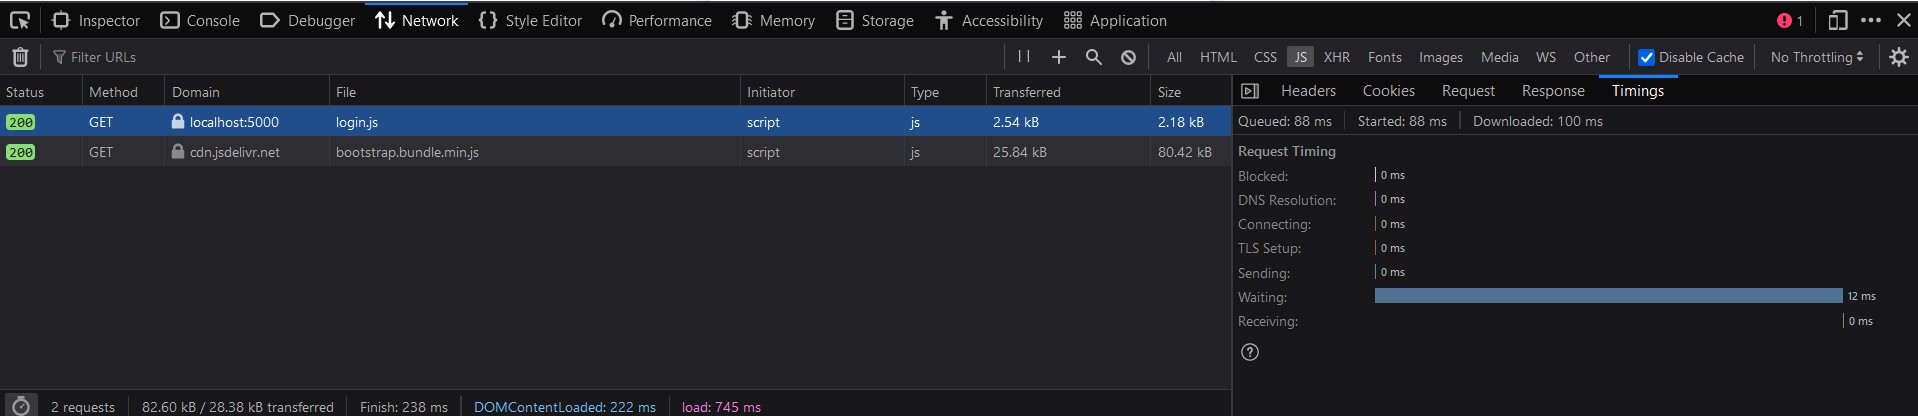 Inspector Console Debugger Network Style Editor Performance Memory Storage Accessibility Application 1
Filter URLs All HTML CSS JS XHR Fonts Images Media WS Other Disable Cache No Throttling
Status Method Domain File Initiator Type Transferred Size
200 GET localhost:5000 login.js script js 2.54 kB 2.18 kB
200 GET cdn.jsdelivr.net bootstrap.bundle.min.js script js 25.84 kB 80.42 kB
Headers Cookies Request Response Timings
Queued: 88 ms Started: 88 ms Downloaded: 100 ms
Request Timing
Blocked: 0 ms
DNS Resolution: 0 ms
Connecting: 0 ms
TLS Setup: 0 ms
Sending: 0 ms
Waiting: 12 ms
Receiving: 0 ms
2 requests 82.60 kB / 28.38 kB transferred Finish: 238 ms DOMContentLoaded: 222 ms load: 745 ms